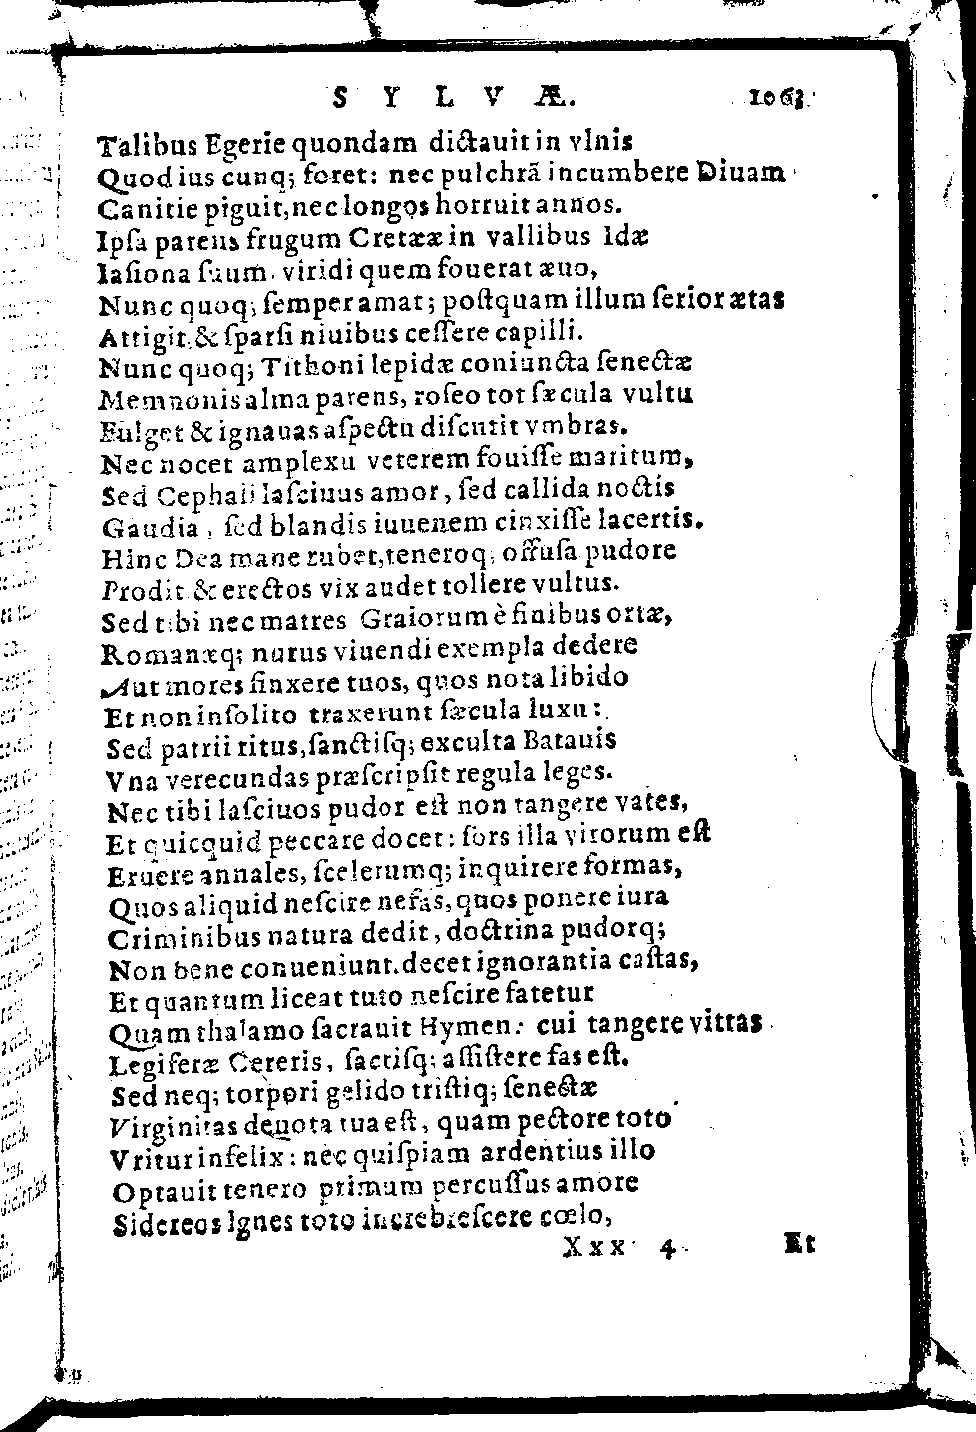 S Y L V Æ. 1063
Talibus Egerie quondam dictauit in vlnis
Quod ius cunq; foret: nec pulchrã incumbere Diuam
Canitie piguit, nec longos horruit annos.
Ipſa parens frugum Cretææ in vallibus Idæ
Iaſiona ſuum viridi quem fouerat æuo,
Nunc quoq; ſemper amat; poſtquam illum ſerior ætas
Attigit, & ſparſi niuibus ceſſere capilli.
Nunc quoq; Tithoni lepidæ coniuncta ſenectæ
Memnonis alma parens, roſeo tot ſæcula vultu
Fulget & ignauas aſpectu diſcutit vmbras.
Nec nocet amplexu veterem fouiſſe maritum,
Sed Cephali laſciuus amor, ſed callida noctis
Gaudia, ſed blandis iuuenem cinxiſſe lacertis.
Hinc Dea mane rubet, teneroq; offuſa pudore
Prodit & erectos vix audet tollere vultus.
Sed tibi nec matres Graiorum è finibus ortæ,
Romanæq; nurus viuendi exempla dedere
Aut mores finxere tuos, quos nota libido
Et non inſolito traxerunt ſæcula luxu:
Sed patrii ritus, ſanctiſq; exculta Batauis
Vna verecundas præſcripſit regula leges.
Nec tibi laſciuos pudor eſt non tangere vates,
Et quicquid peccare docet: ſors illa virorum eſt
Eruere annales, ſcelerumq; inquirere formas,
Quos aliquid neſcire nefas, quos ponere iura
Criminibus natura dedit, doctrina pudorq;
Non bene conueniunt. decet ignorantia caſtas,
Et quantum liceat tuto neſcire fatetur
Quam thalamo ſacrauit Hymen: cui tangere vittas
Legiferæ Cereris, ſacriſq; aſſiſtere fas eſt.
Sed neq; torpori gelido triſtiq; ſenectæ
Virginitas deuota tua eſt, quam pectore toto
Vritur infelix: nec quiſpiam ardentius illo
Optauit tenero primum percuſſus amore
Sidereos Ignes toto increbreſcere cœlo,
Xxx 4 Et